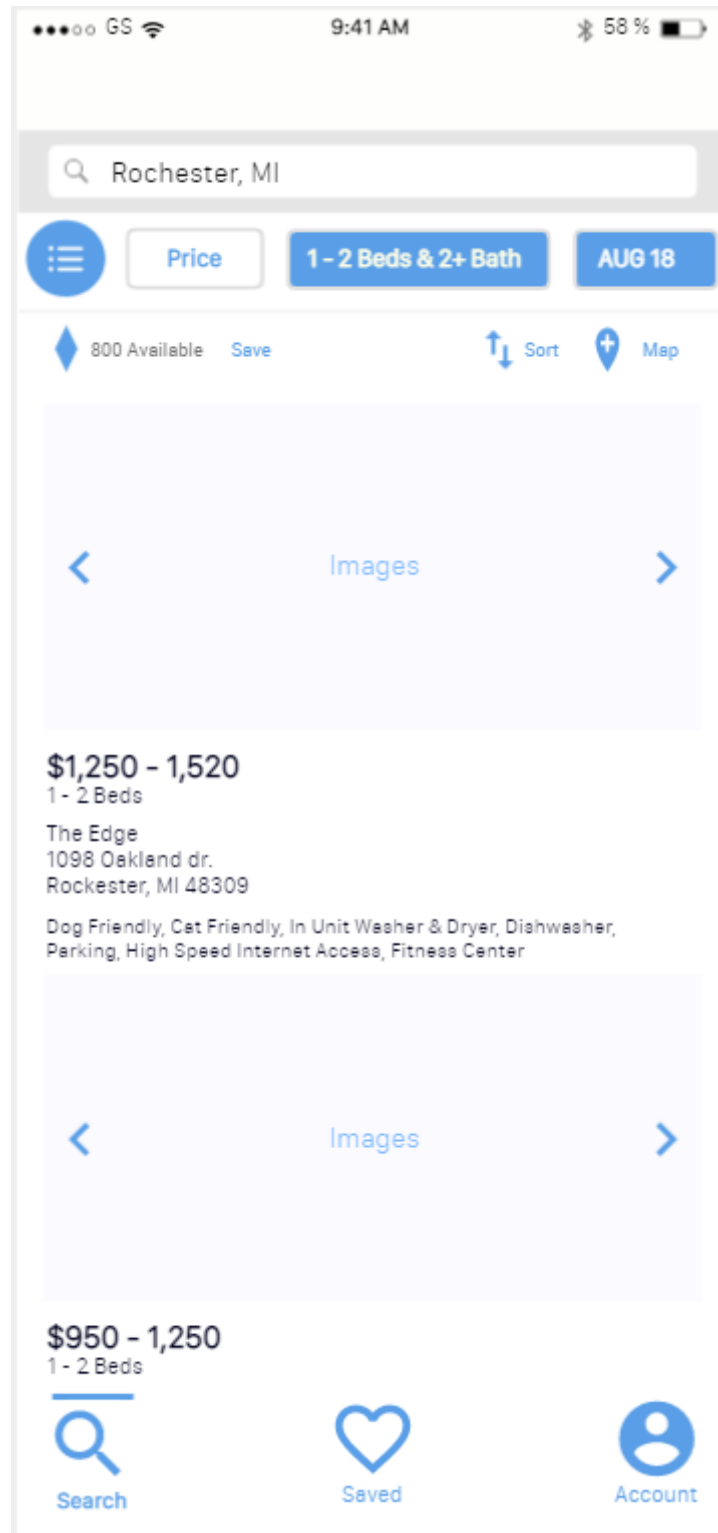 GS 9:41 AM 58 %
Rochester, MI
Price 1 - 2 Beds & 2+ Bath AUG 18
800 Available Save Sort Map
Images
$1,250 - 1,520
1 - 2 Beds
The Edge
1098 Oakland dr.
Rockester, MI 48309
Dog Friendly, Cat Friendly, In Unit Washer & Dryer, Dishwasher,
Parking, High Speed Internet Access, Fitness Center
Images
$950 - 1,250
1 - 2 Beds
Search Saved Account